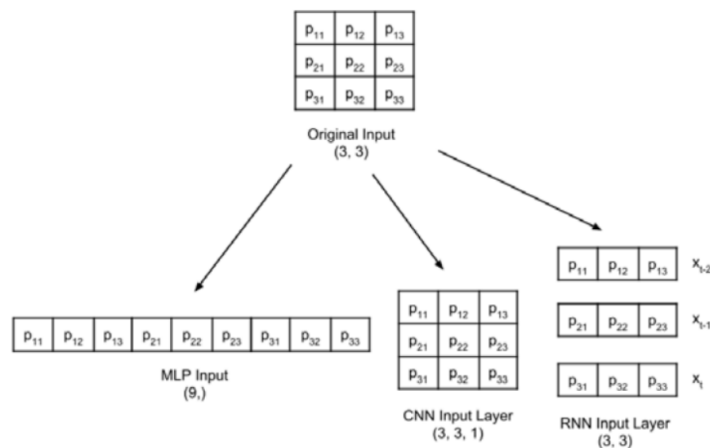 p₁₁ p₁₂ p₁₃
p₂₁ p₂₂ p₂₃
p₃₁ p₃₂ p₃₃
Original Input
(3, 3)
p₁₁ p₁₂ p₁₃ p₂₁ p₂₂ p₂₃ p₃₁ p₃₂ p₃₃
MLP Input
(9,)
p₁₁ p₁₂ p₁₃
p₂₁ p₂₂ p₂₃
p₃₁ p₃₂ p₃₃
CNN Input Layer
(3, 3, 1)
p₁₁ p₁₂ p₁₃ xₜ₋₂
p₂₁ p₂₂ p₂₃ xₜ₋₁
p₃₁ p₃₂ p₃₃ xₜ
RNN Input Layer
(3, 3)